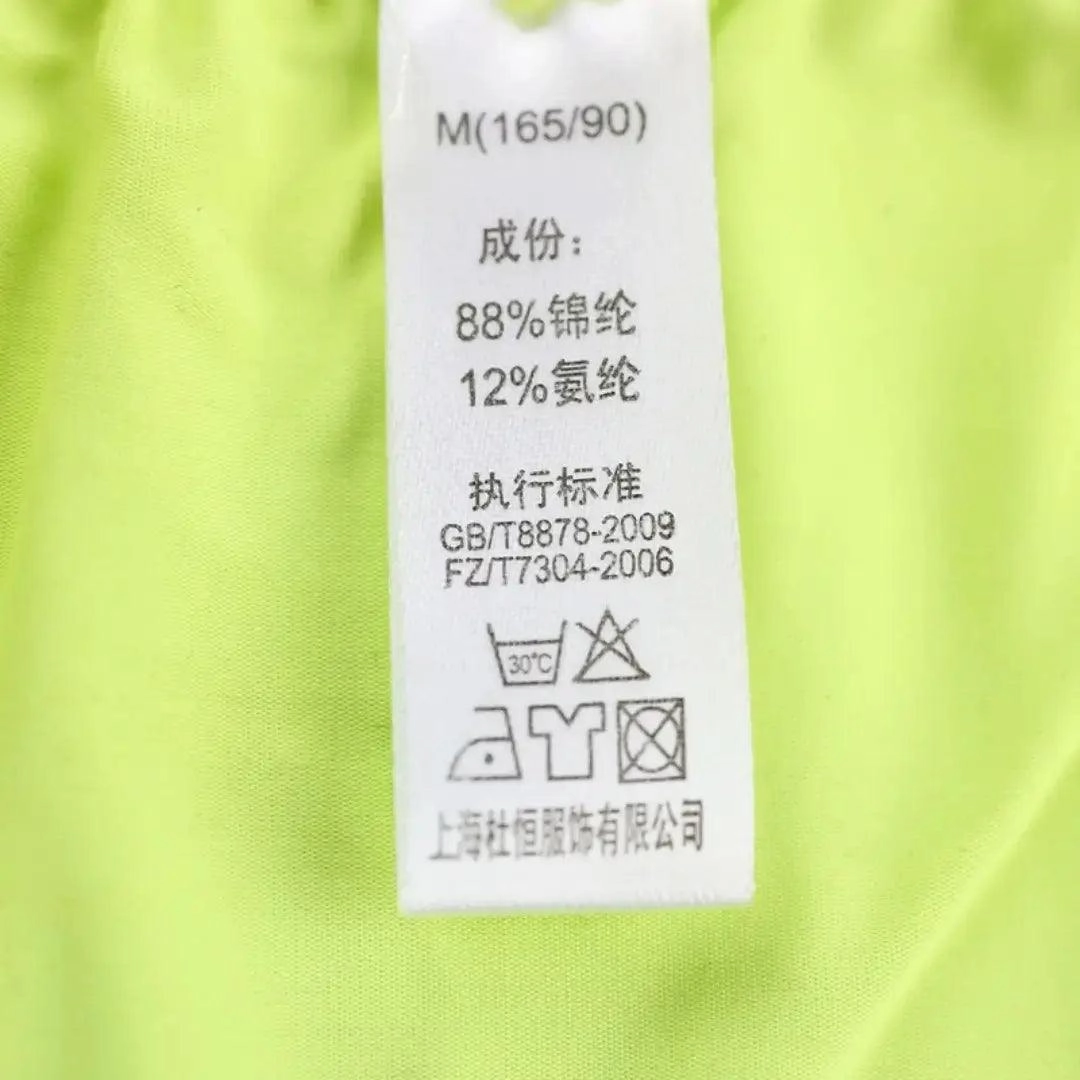 M(165/90)
成份：
88%锦纶
12%氨纶
执行标准
GB/T8878-2009
FZ/T7304-2006
30℃
上海杜恒服饰有限公司